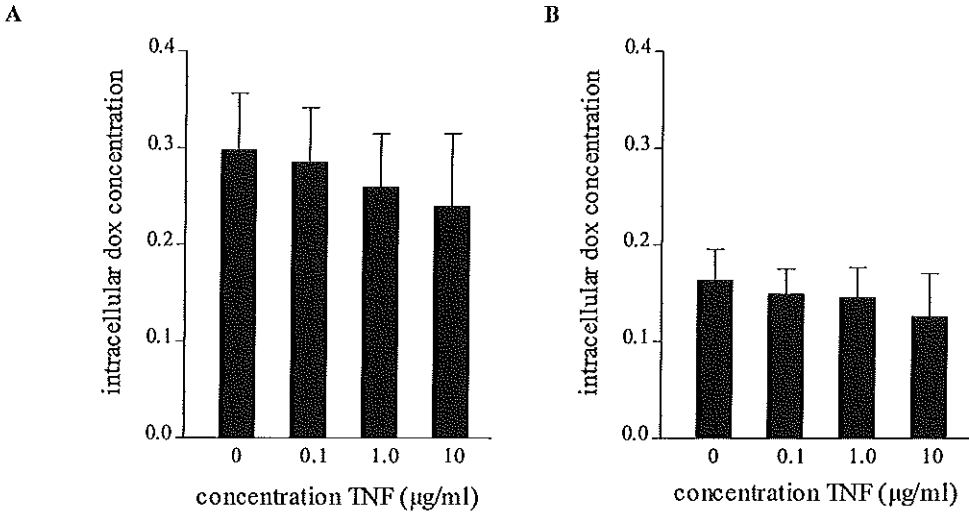 A
intracellular dox concentration
0.4
0.3
0.2
0.1
0.0
0 0.1 1.0 10
concentration TNF (μg/ml)
B
intracellular dox concentration
0.4
0.3
0.2
0.1
0.0
0 0.1 1.0 10
concentration TNF (μg/ml)